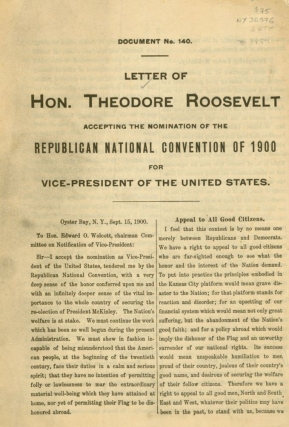 DOCUMENT No. 140.
LETTER OF
HON. THEODORE ROOSEVELT
ACCEPTING THE NOMINATION OF THE
REPUBLICAN NATIONAL CONVENTION OF 1900
FOR
VICE-PRESIDENT OF THE UNITED STATES.
Oyster Bay, N. Y., Sept. 15, 1900.
To Hon. Edward O. Wolcott, chairman Com-
mittee on Notification of Vice-President:
Sir—I accept the nomination as Vice-Presi-
dent of the United States, tendered me by the
Republican National Convention, with a very
deep sense of the honor conferred upon me and
with an infinitely deeper sense of the vital im-
portance to the whole country of securing the
re-election of President McKinley. The Nation's
welfare is at stake. We must continue the work
which has been so well begun during the present
Administration. We must show in fashion in-
capable of being misunderstood that the Ameri-
can people, at the beginning of the twentieth
century, face their duties in a calm and serious
spirit; that they have no intention of permitting
folly or lawlessness to mar the extraordinary
material well-being which they have attained at
home, nor yet of permitting their Flag to be dis-
honored abroad.
Appeal to All Good Citizens.
I feel that this contest is by no means one
merely between Republicans and Democrats.
We have a right to appeal to all good citizens
who are far-sighted enough to see what the
honor and the interest of the Nation demand.
To put into practice the principles embodied in
the Kansas City platform would mean grave dis-
aster to the Nation; for that platform stands for
reaction and disorder; for an upsetting of our
financial system which would mean not only great
suffering, but the abandonment of the Nation's
good faith; and for a policy abroad which would
imply the dishonor of the Flag and an unworthy
surrender of our national rights. Its success
would mean unspeakable humiliation to men
proud of their country, jealous of their country's
good name, and desirous of securing the welfare
of their fellow citizens. Therefore we have a
right to appeal to all good men, North and South,
East and West, whatever their politics may have
been in the past, to stand with us, because we